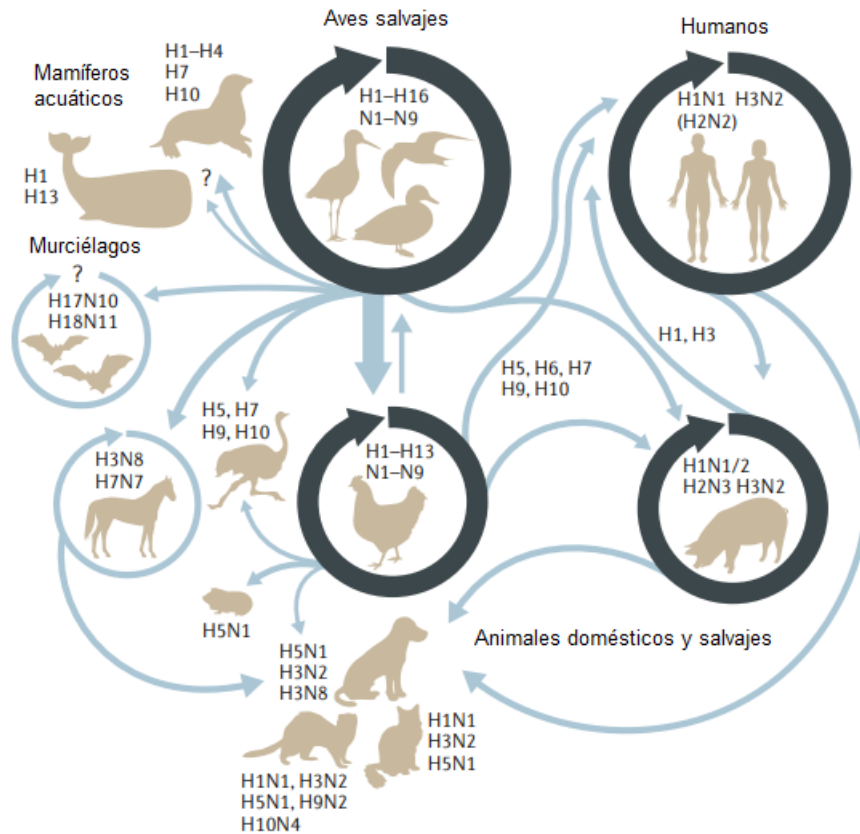 Aves salvajes
H1–H16
N1–N9
Humanos
H1N1 H3N2
(H2N2)
Mamíferos
acuáticos
H1–H4
H7
H10
?
H1
H13
Murciélagos
?
H17N10
H18N11
H1, H3
H5, H6, H7
H9, H10
H5, H7
H9, H10
H3N8
H7N7
H1–H13
N1–N9
H1N1/2
H2N3 H3N2
H5N1
Animales domésticos y salvajes
H5N1
H3N2
H3N8
H1N1
H3N2
H5N1
H1N1, H3N2
H5N1, H9N2
H10N4